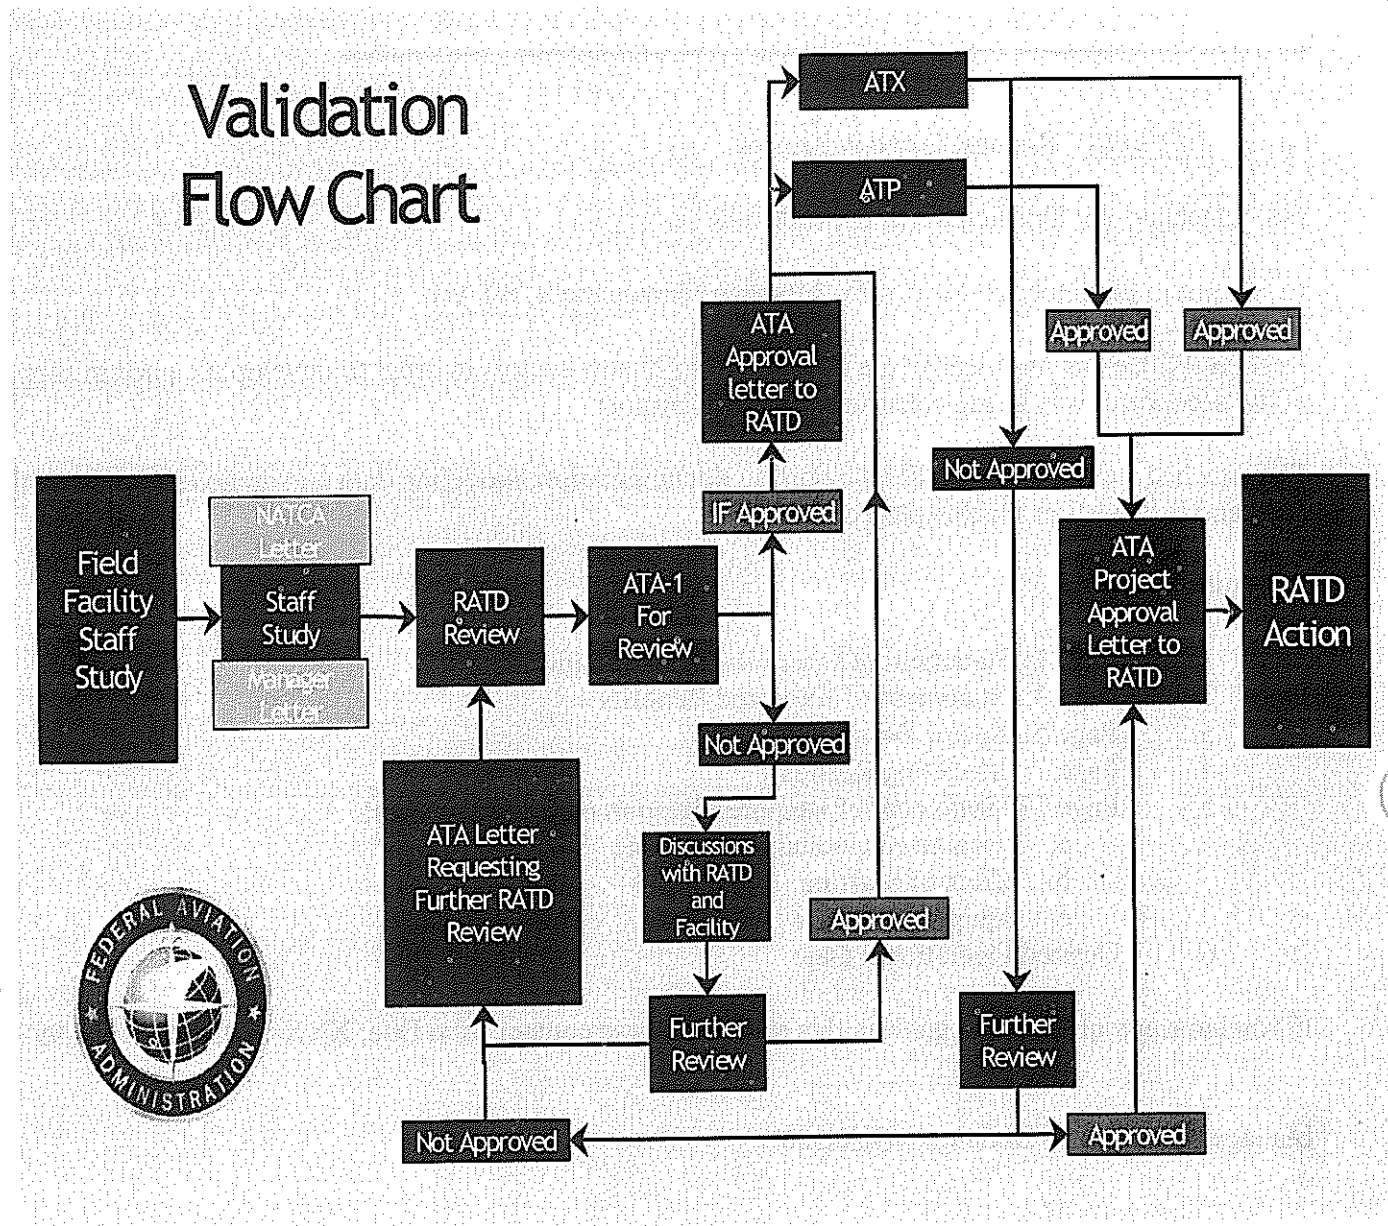 Validation
Flow Chart
ATX
ATP
Approved
Approved
ATA
Approval
letter to
RATD
IF Approved
Not Approved
Field
Facility
Staff
Study
NATCA
Letter
Staff
Study
Manager
Letter
RATD
Review
ATA-1
For
Review
Not Approved
ATA
Project
Approval
Letter to
RATD
RATD
Action
ATA Letter
Requesting
Further RATD
Review
Discussions
with RATD
and
Facility
Approved
Further
Review
Further
Review
Not Approved
Approved
FEDERAL AVIATION
ADMINISTRATION